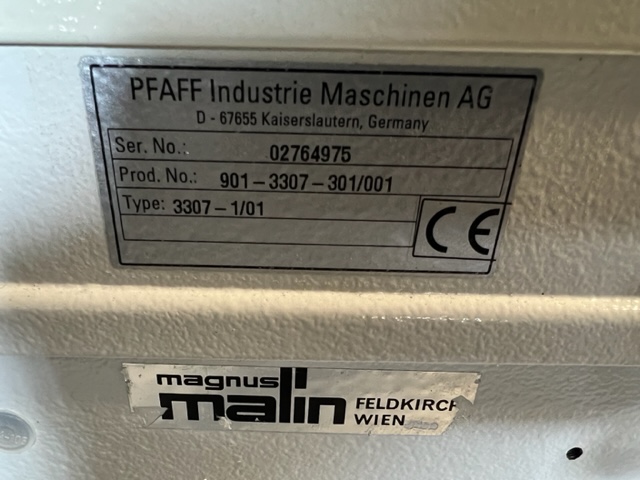 PFAFF Industrie Maschinen AG
D - 67655 Kaiserslautern, Germany
Ser. No.: 02764975
Prod. No.: 901-3307-301/001
Type: 3307-1/01
CE
magnus
malin FELDKIRCH
WIEN